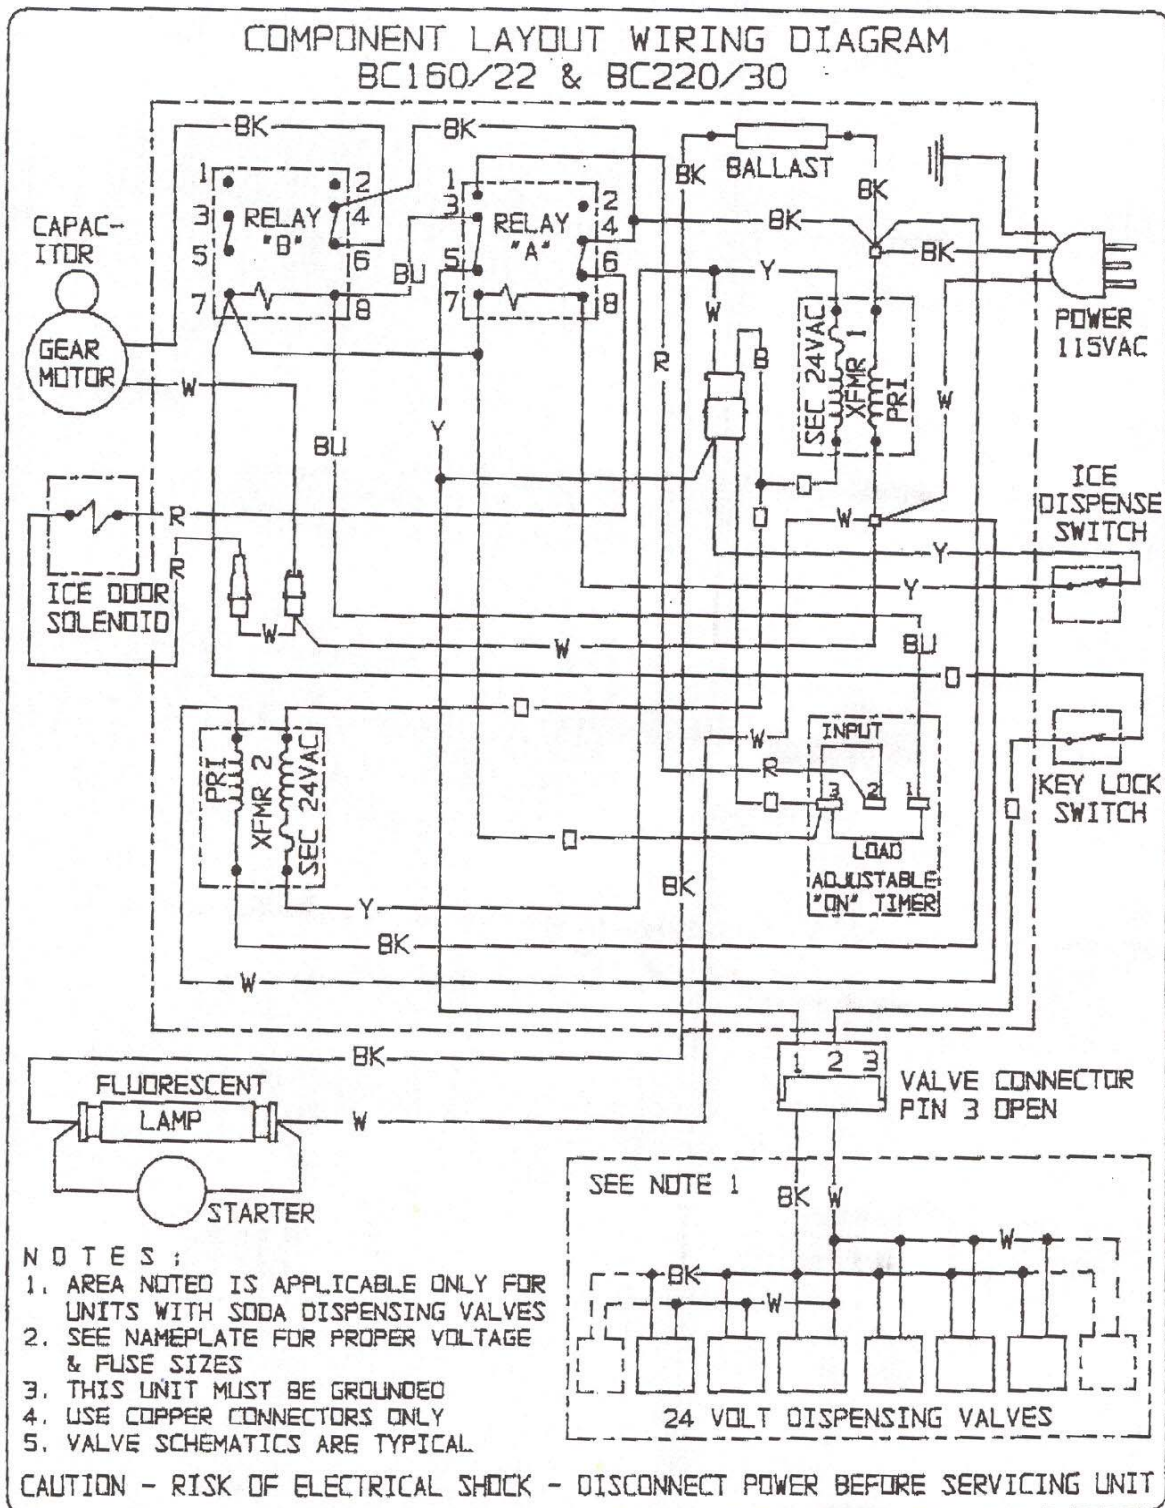 COMPONENT LAYOUT WIRING DIAGRAM
BC160/22 & BC220/30
BK
BK
BALLAST
BK
BK
BK
BK
CAPAC-
ITOR
GEAR
MOTOR
1
2
3
4
5
6
7
8
RELAY
"B"
BU
1
2
3
4
5
6
7
8
RELAY
"A"
Y
W
B
R
SEC 24VAC
XFMR 1
PRI
W
POWER
115VAC
W
BU
Y
R
R
ICE DOOR
SOLENOID
W
W
O
O
W
Y
Y
BU
ICE
DISPENSE
SWITCH
O
O
PRI
XFMR 2
SEC 24VAC
W
R
O
O
INPUT
3 2 1
LOAD
ADJUSTABLE
"ON" TIMER
O
KEY LOCK
SWITCH
Y
BK
BK
W
BK
FLUORESCENT
LAMP
W
STARTER
1 2 3
VALVE CONNECTOR
PIN 3 OPEN
SEE NOTE 1
BK W
W
BK
W
24 VOLT DISPENSING VALVES
NOTES:
1. AREA NOTED IS APPLICABLE ONLY FOR
UNITS WITH SODA DISPENSING VALVES
2. SEE NAMEPLATE FOR PROPER VOLTAGE
& FUSE SIZES
3. THIS UNIT MUST BE GROUNDED
4. USE COPPER CONNECTORS ONLY
5. VALVE SCHEMATICS ARE TYPICAL
CAUTION - RISK OF ELECTRICAL SHOCK - DISCONNECT POWER BEFORE SERVICING UNIT